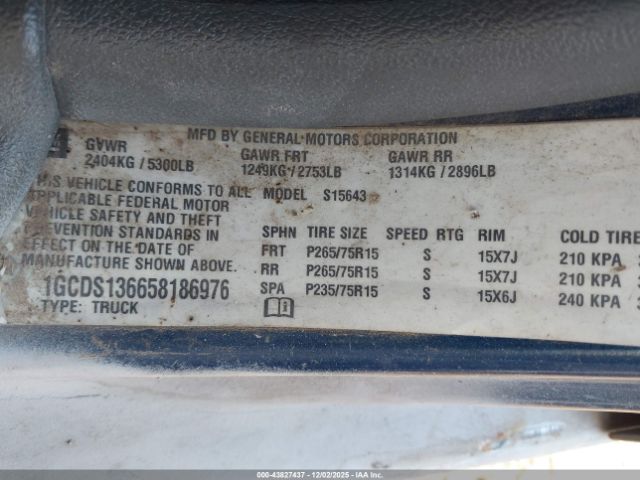 MFD BY GENERAL MOTORS CORPORATION
GVWR GAWR FRT GAWR RR
2404KG / 5300LB 1249KG / 2753LB 1314KG / 2896LB
THIS VEHICLE CONFORMS TO ALL MODEL S15643
APPLICABLE FEDERAL MOTOR
VEHICLE SAFETY AND THEFT
PREVENTION STANDARDS IN
EFFECT ON THE DATE OF
MANUFACTURE SHOWN ABOVE.
1GCDS136658186976
TYPE: TRUCK
SPHN TIRE SIZE SPEED RTG RIM COLD TIRE
FRT P265/75R15 S 15X7J 210 KPA
RR P265/75R15 S 15X7J 210 KPA
SPA P235/75R15 S 15X6J 240 KPA
000-43827437 - 12/02/2025 - IAAI.COM